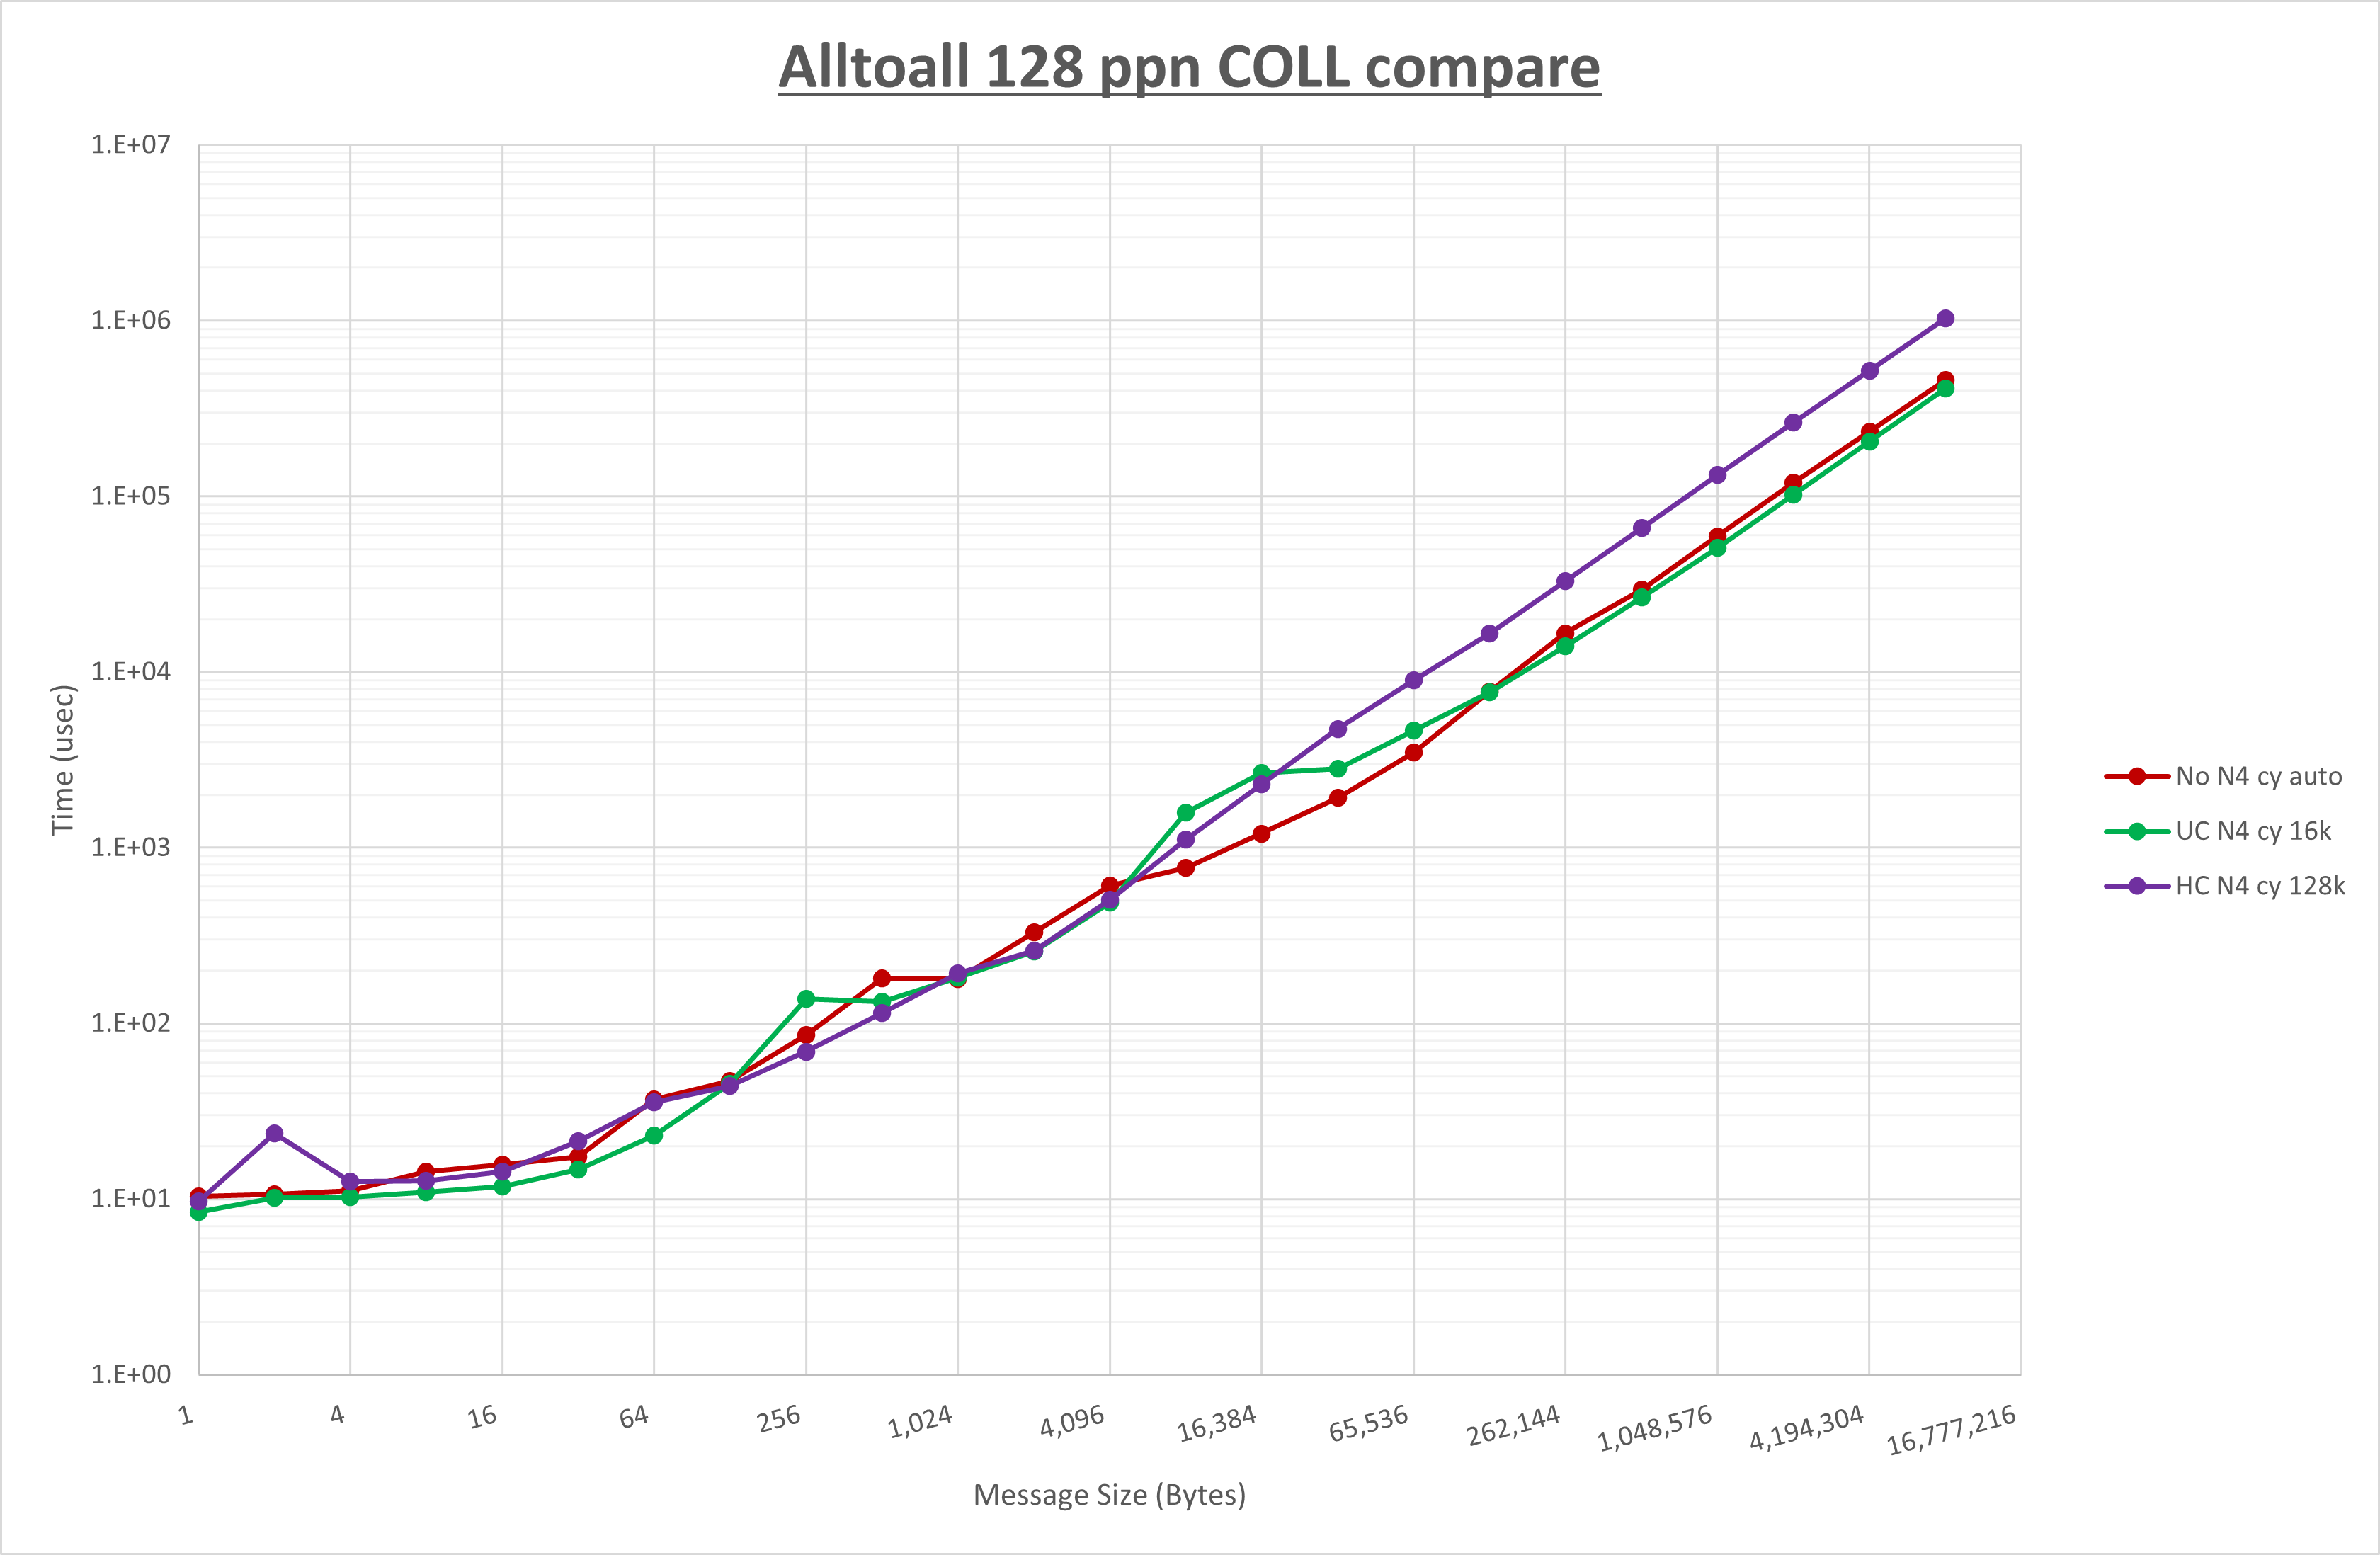 Alltoall 128 ppn COLL compare
1.E+07
1.E+06
1.E+05
1.E+04
1.E+03
1.E+02
1.E+01
1.E+00
Time (usec)
No N4 cy auto
UC N4 cy 16k
HC N4 cy 128k
1
4
16
64
256
1,024
4,096
16,384
65,536
262,144
1,048,576
4,194,304
16,777,216
Message Size (Bytes)